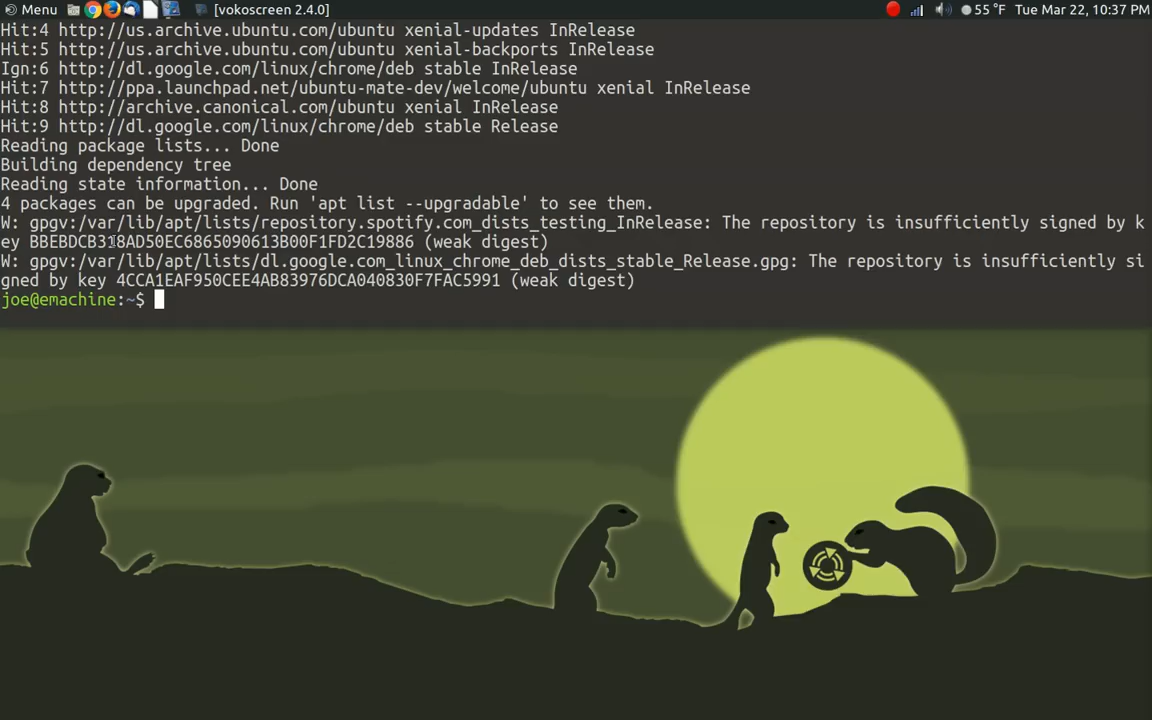 Menu [vokoscreen 2.4.0] 55 °F Tue Mar 22, 10:37 PM
Hit:4 http://us.archive.ubuntu.com/ubuntu xenial-updates InRelease
Hit:5 http://us.archive.ubuntu.com/ubuntu xenial-backports InRelease
Ign:6 http://dl.google.com/linux/chrome/deb stable InRelease
Hit:7 http://ppa.launchpad.net/ubuntu-mate-dev/welcome/ubuntu xenial InRelease
Hit:8 http://archive.canonical.com/ubuntu xenial InRelease
Hit:9 http://dl.google.com/linux/chrome/deb stable Release
Reading package lists... Done
Building dependency tree
Reading state information... Done
4 packages can be upgraded. Run 'apt list --upgradable' to see them.
W: gpgv:/var/lib/apt/lists/repository.spotify.com_dists_testing_InRelease: The repository is insufficiently signed by k
ey BBEBDCB318AD50EC6865090613B00F1FD2C19886 (weak digest)
W: gpgv:/var/lib/apt/lists/dl.google.com_linux_chrome_deb_dists_stable_Release.gpg: The repository is insufficiently si
gned by key 4CCA1EAF950CEE4AB83976DCA040830F7FAC5991 (weak digest)
joe@emachine:~$